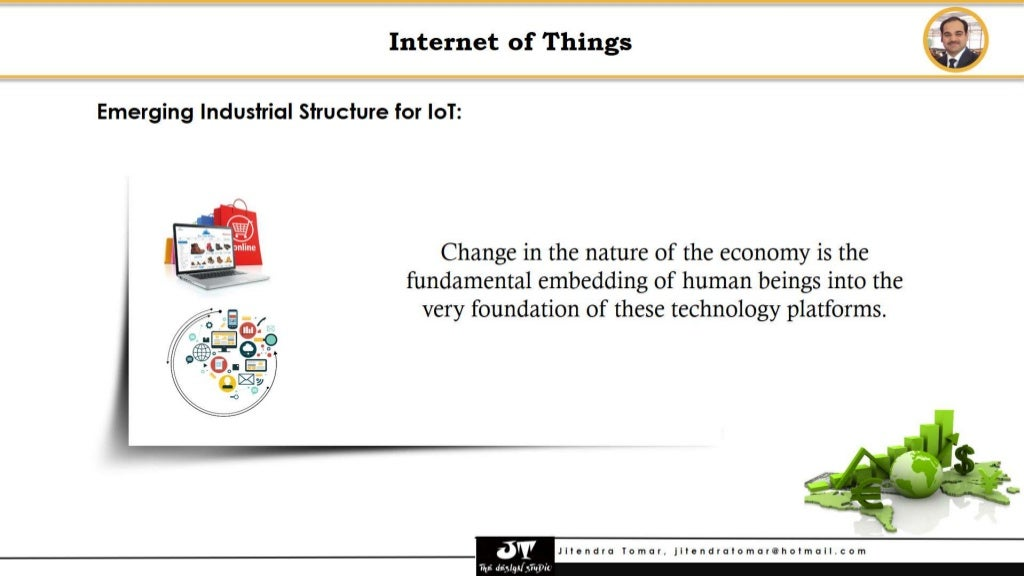 Internet of Things
Emerging Industrial Structure for IoT:
online
Change in the nature of the economy is the
fundamental embedding of human beings into the
very foundation of these technology platforms.
JT
The Design Studio
Jitendra Tomar, jitendratomar@hotmail.com